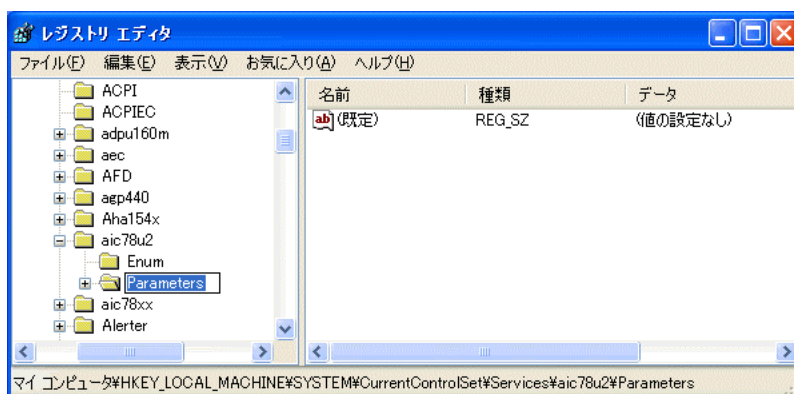 レジストリ エディタ
ファイル(F) 編集(E) 表示(V) お気に入り(A) ヘルプ(H)
ACPI
ACPIEC
adpu160m
aec
AFD
agp440
Aha154x
aic78u2
Enum
Parameters
aic78xx
Alerter
名前 種類 データ
ab (既定) REG_SZ (値の設定なし)
マイ コンピュータ¥HKEY_LOCAL_MACHINE¥SYSTEM¥CurrentControlSet¥Services¥aic78u2¥Parameters